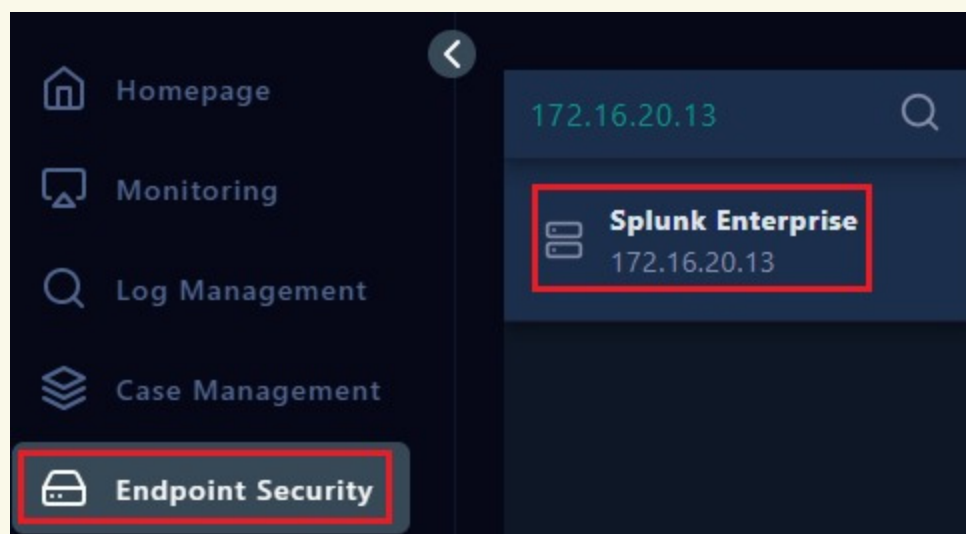 Homepage
Monitoring
Log Management
Case Management
Endpoint Security
172.16.20.13
Splunk Enterprise
172.16.20.13